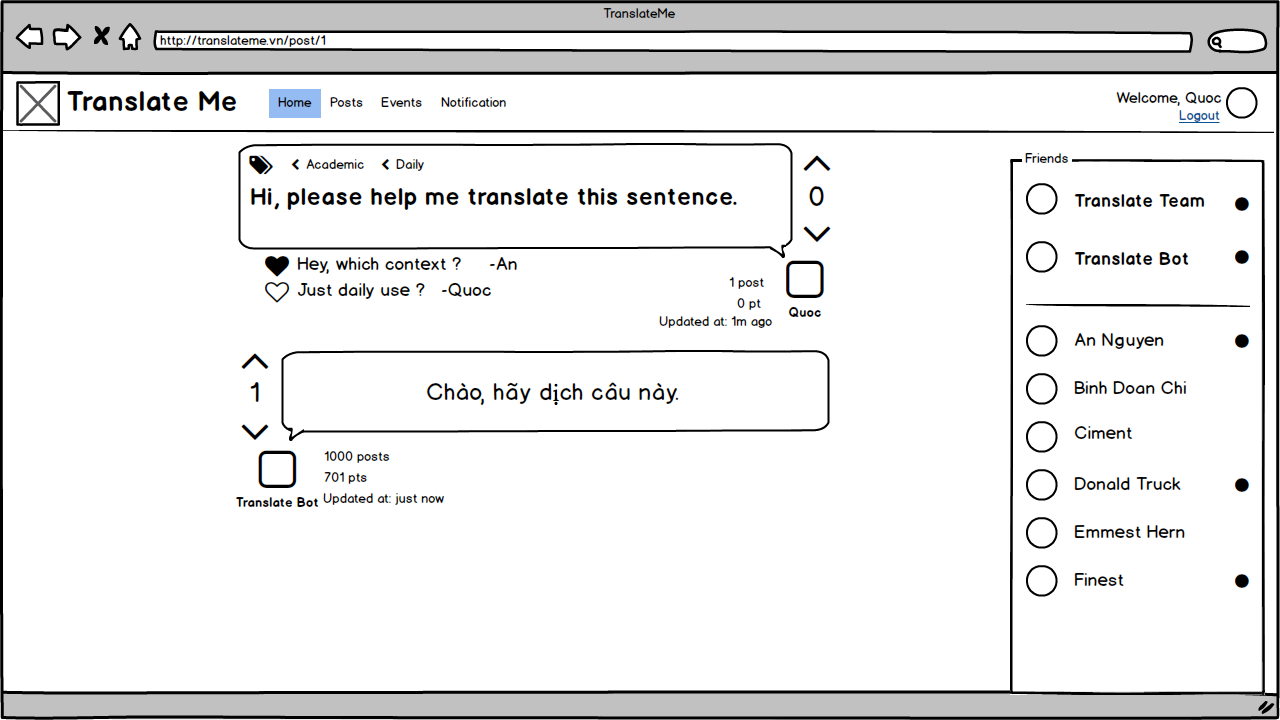 TranslateMe
http://translateme.vn/post/1
Translate Me
Home
Posts
Events
Notification
Welcome, Quoc
Logout
Academic
Daily
Hi, please help me translate this sentence.
0
Hey, which context ? -An
Just daily use ? -Quoc
1 post
0 pt
Updated at: 1m ago
Quoc
1
Chào, hãy dịch câu này.
1000 posts
701 pts
Updated at: just now
Translate Bot
Friends
Translate Team
Translate Bot
An Nguyen
Binh Doan Chi
Ciment
Donald Truck
Emmest Hern
Finest